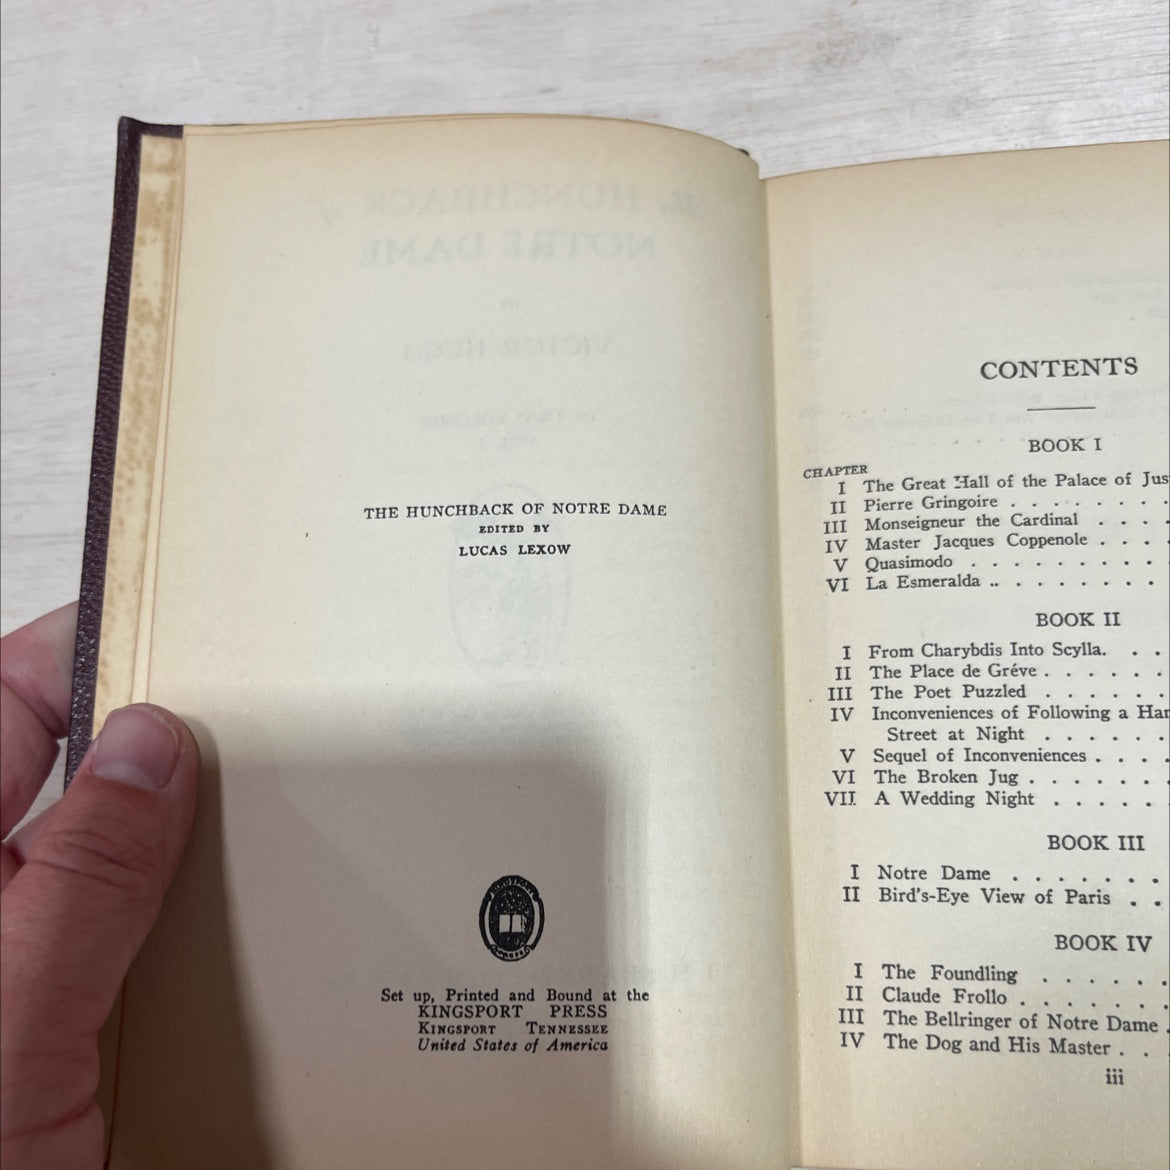 THE HUNCHBACK OF NOTRE DAME
EDITED BY
LUCAS LEXOW
KINGSPORT
PRESS
Set up, Printed and Bound at the
KINGSPORT PRESS
KINGSPORT TENNESSEE
United States of America
CONTENTS
BOOK I
CHAPTER
I The Great Hall of the Palace of Jus
II Pierre Gringoire . . . . . . . .
III Monseigneur the Cardinal . . . .
IV Master Jacques Coppenole . . . .
V Quasimodo . . . . . . . . . .
VI La Esmeralda .. . . . . . . . .
BOOK II
I From Charybdis Into Scylla. . .
II The Place de Gréve . . . . . .
III The Poet Puzzled . . . . . .
IV Inconveniences of Following a Han
Street at Night . . . . . .
V Sequel of Inconveniences . . . .
VI The Broken Jug . . . . . . .
VII A Wedding Night . . . . . .
BOOK III
I Notre Dame . . . . . . .
II Bird's-Eye View of Paris . .
BOOK IV
I The Foundling . . . . . .
II Claude Frollo . . . . . . .
III The Bellringer of Notre Dame .
IV The Dog and His Master . . .
iii